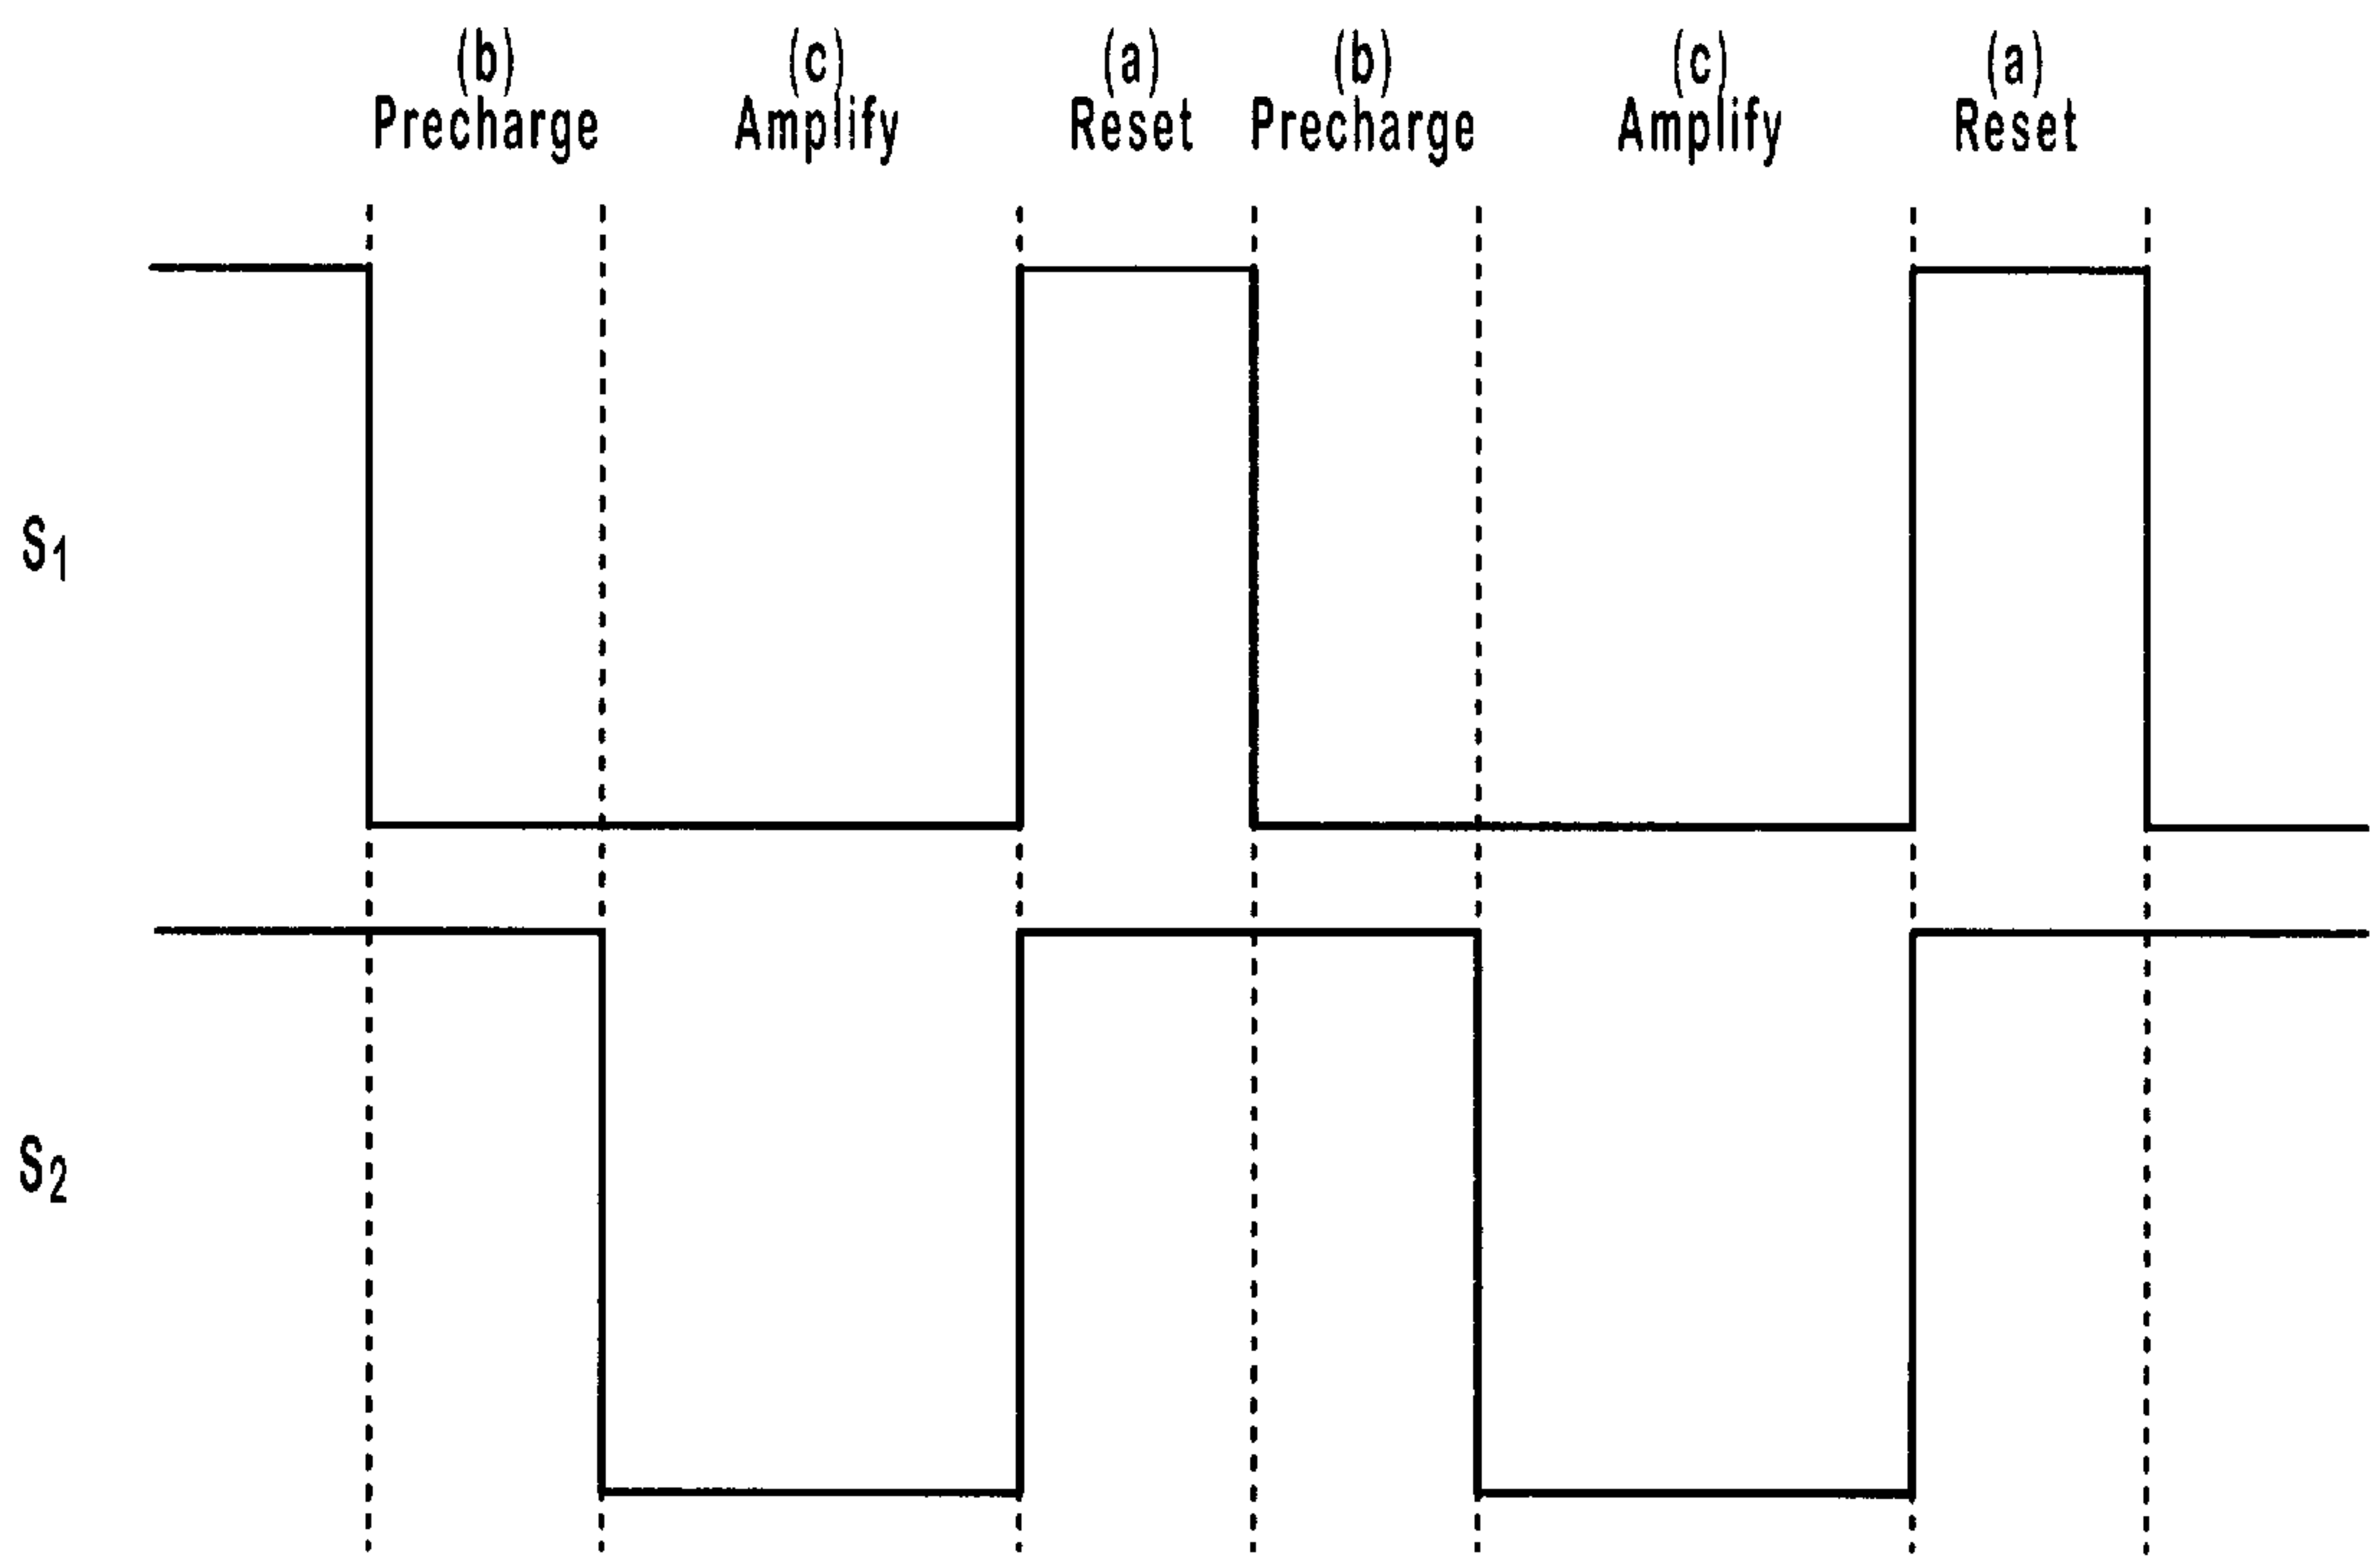 (b) (c) (a) (b) (c) (a)
Precharge Amplify Reset Precharge Amplify Reset
S1
S2